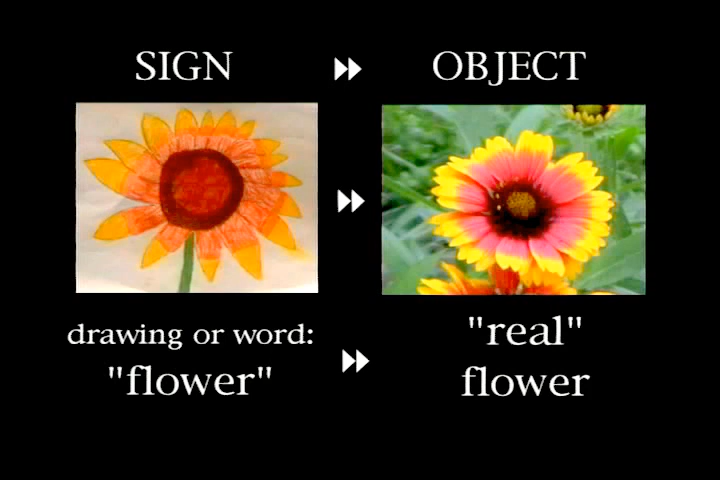 SIGN
OBJECT
drawing or word:
"flower"
"real"
flower